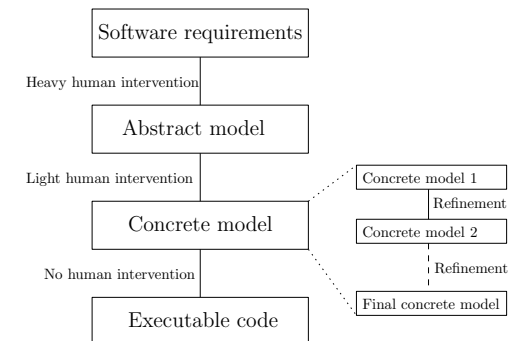 Software requirements
Heavy human intervention
Abstract model
Light human intervention
Concrete model
No human intervention
Executable code
Concrete model 1
Refinement
Concrete model 2
Refinement
Final concrete model